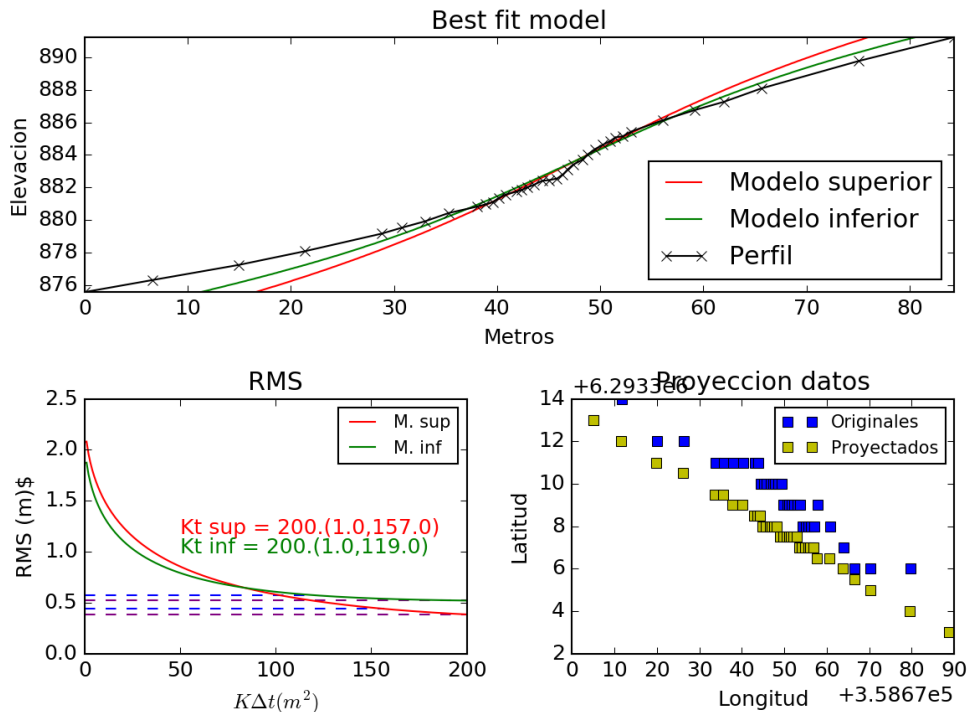 Best fit model
Elevacion
890
888
886
884
882
880
878
876
0 10 20 30 40 50 60 70 80
Metros
Modelo superior
Modelo inferior
Perfil
RMS
RMS (m)$
2.5
2.0
1.5
1.0
0.5
0.0
0 50 100 150 200
KΔt(m²)
M. sup
M. inf
Kt sup = 200.(1.0,157.0)
Kt inf = 200.(1.0,119.0)
Proyeccion datos
+6.2933e6
Latitud
14
12
10
8
6
4
2
0 10 20 30 40 50 60 70 80 90
Longitud
+3.5867e5
Originales
Proyectados